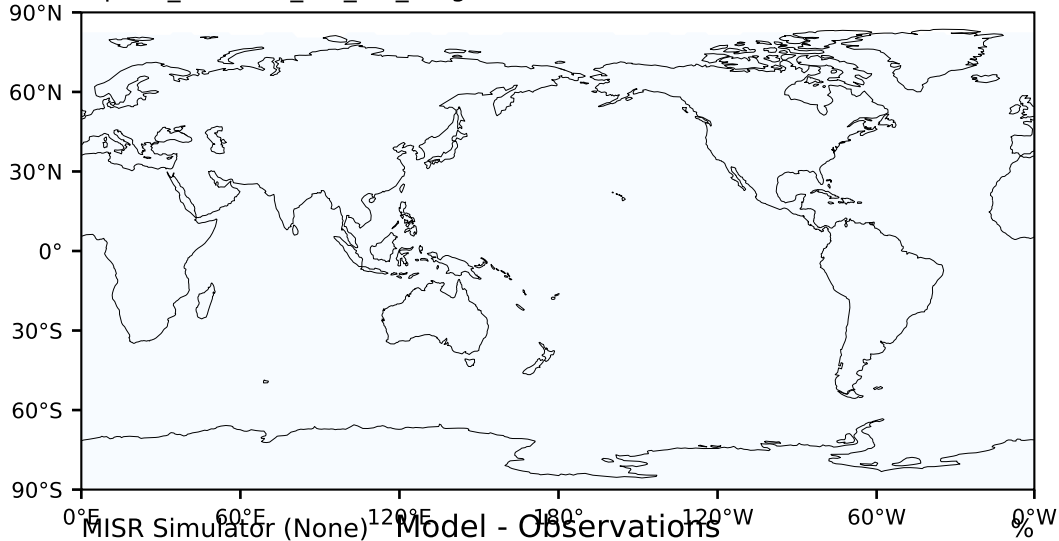 90°N
60°N
30°N
0°
30°S
60°S
90°S
0°E 60°E 120°E 180° 120°W 60°W 0°W
MISR Simulator (None) Model - Observations %